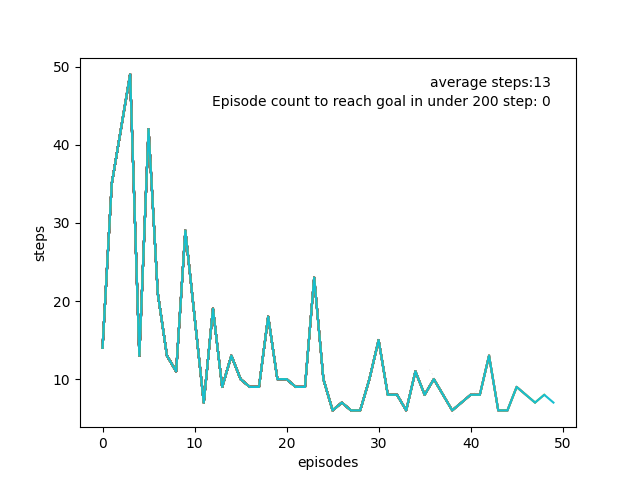 average steps:13
Episode count to reach goal in under 200 step: 0
50
40
30
20
10
steps
0 10 20 30 40 50
episodes